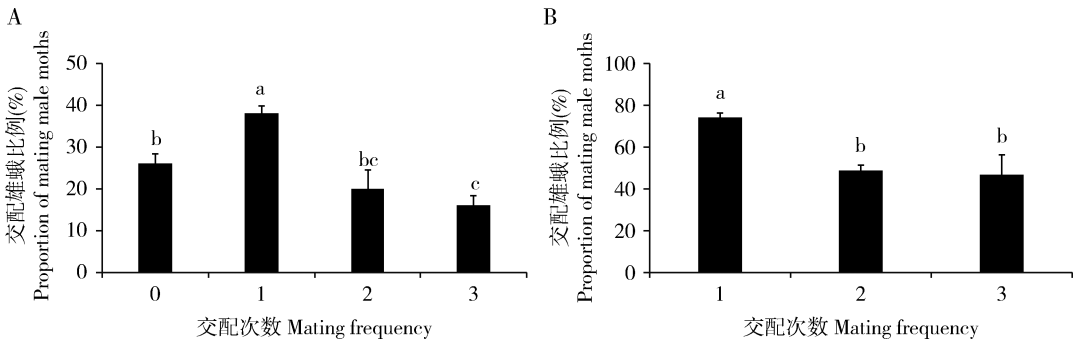 A
交配雄蛾比例(%)
Proportion of mating male moths
50
40
30
20
10
0
b
a
bc
c
0 1 2 3
交配次数 Mating frequency
B
交配雄蛾比例(%)
Proportion of mating male moths
100
80
60
40
20
0
a
b
b
1 2 3
交配次数 Mating frequency